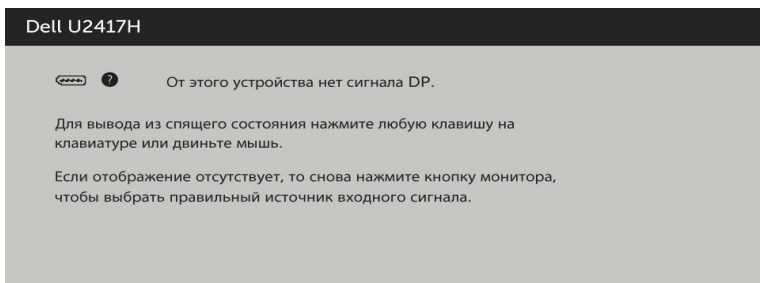 Dell U2417H
? От этого устройства нет сигнала DP.
Для вывода из спящего состояния нажмите любую клавишу на
клавиатуре или двиньте мышь.
Если отображение отсутствует, то снова нажмите кнопку монитора,
чтобы выбрать правильный источник входного сигнала.